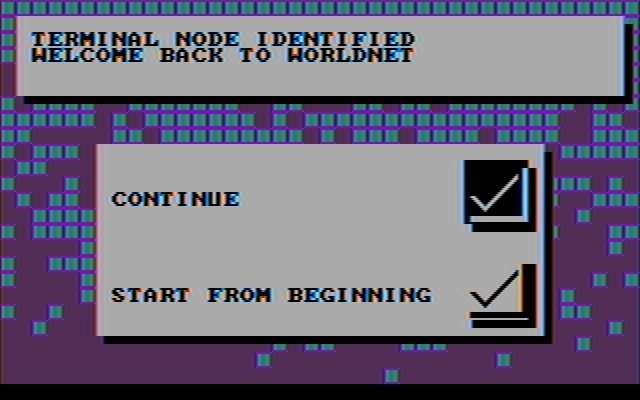 TERMINAL NODE IDENTIFIED
WELCOME BACK TO WORLDNET
CONTINUE
START FROM BEGINNING